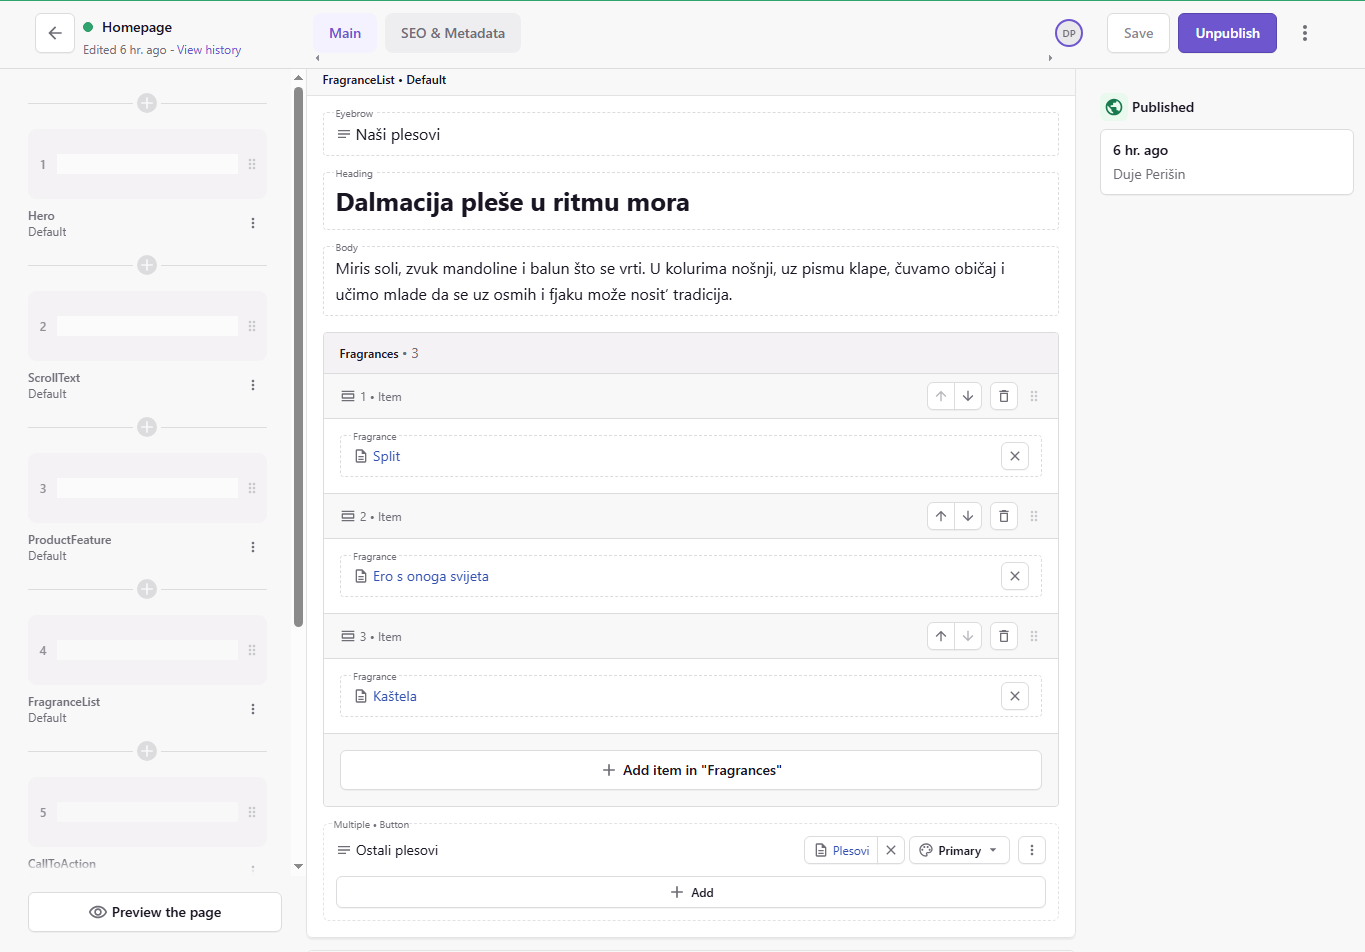 Homepage
Edited 6 hr. ago - View history
Main
SEO & Metadata
DP
Save
Unpublish
1
Hero
Default
2
ScrollText
Default
3
ProductFeature
Default
4
FragranceList
Default
5
CallToAction
Preview the page
FragranceList • Default
Eyebrow
Naši plesovi
Heading
Dalmacija pleše u ritmu mora
Body
Miris soli, zvuk mandoline i balun što se vrti. U kolurima nošnji, uz pismu klape, čuvamo običaj i
učimo mlade da se uz osmih i fjaku može nosit’ tradicija.
Fragrances • 3
1 • Item
Fragrance
Split
2 • Item
Fragrance
Ero s onoga svijeta
3 • Item
Fragrance
Kaštela
Add item in "Fragrances"
Multiple • Button
Ostali plesovi
Plesovi
Primary
Add
Published
6 hr. ago
Duje Perišin